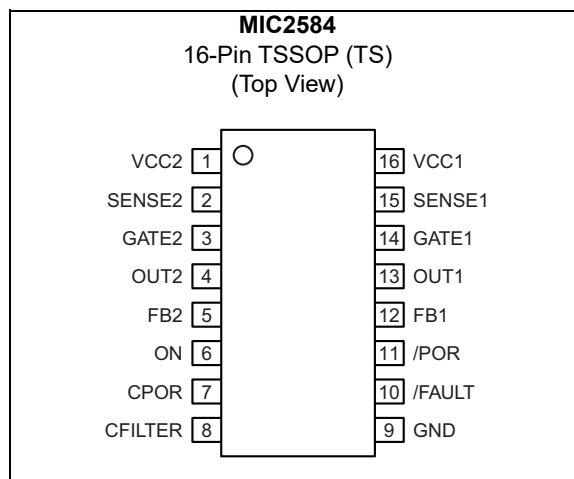 MIC2584
16-Pin TSSOP (TS)
(Top View)
VCC2 1 16 VCC1
SENSE2 2 15 SENSE1
GATE2 3 14 GATE1
OUT2 4 13 OUT1
FB2 5 12 FB1
ON 6 11 /POR
CPOR 7 10 /FAULT
CFILTER 8 9 GND